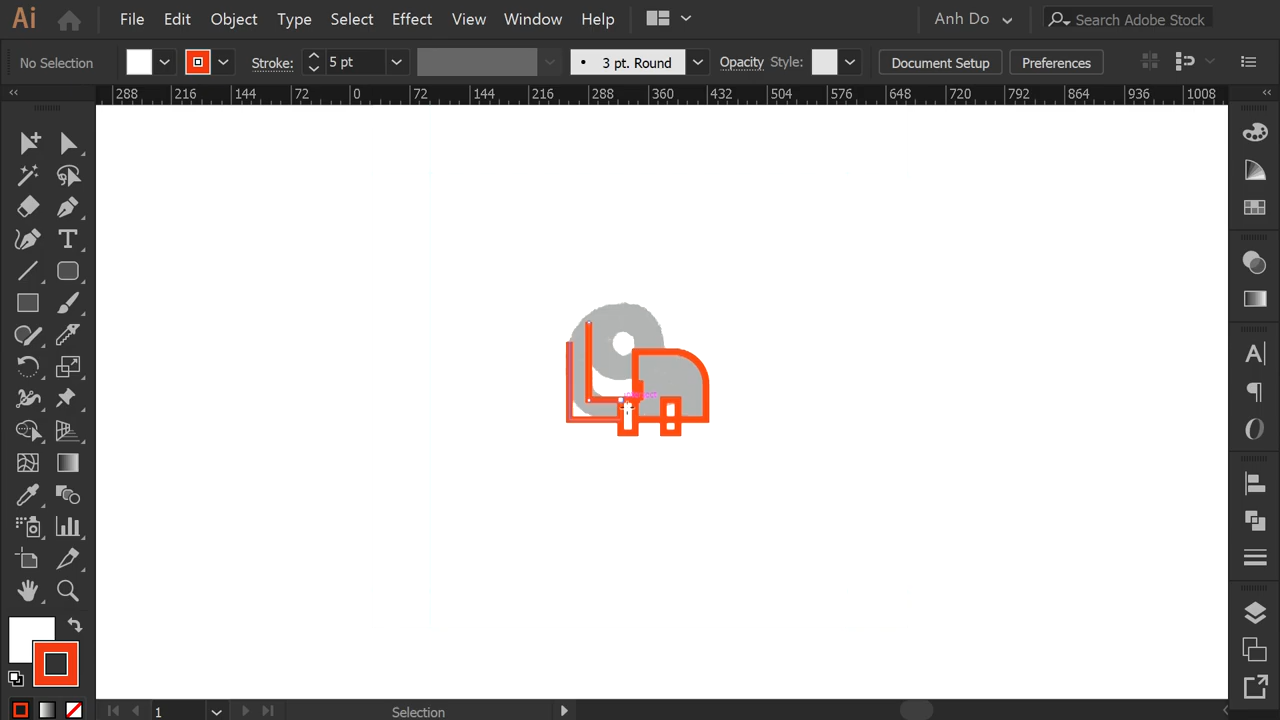 Ai File Edit Object Type Select Effect View Window Help Anh Do Search Adobe Stock
No Selection Stroke: 5 pt 3 pt. Round Opacity Style: Document Setup Preferences
288 216 144 72 0 72 144 216 288 360 432 504 576 648 720 792 864 936 1008
1 Selection